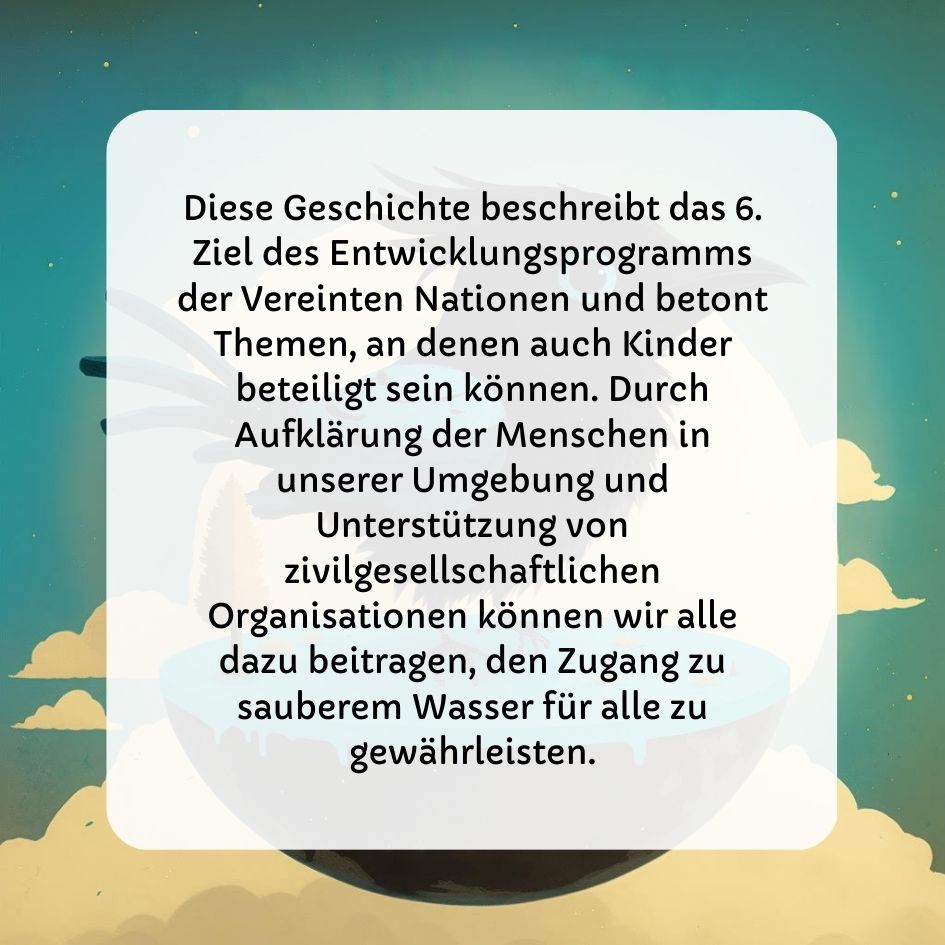 Diese Geschichte beschreibt das 6.
Ziel des Entwicklungsprogramms
der Vereinten Nationen und betont
Themen, an denen auch Kinder
beteiligt sein können. Durch
Aufklärung der Menschen in
unserer Umgebung und
Unterstützung von
zivilgesellschaftlichen
Organisationen können wir alle
dazu beitragen, den Zugang zu
sauberem Wasser für alle zu
gewährleisten.